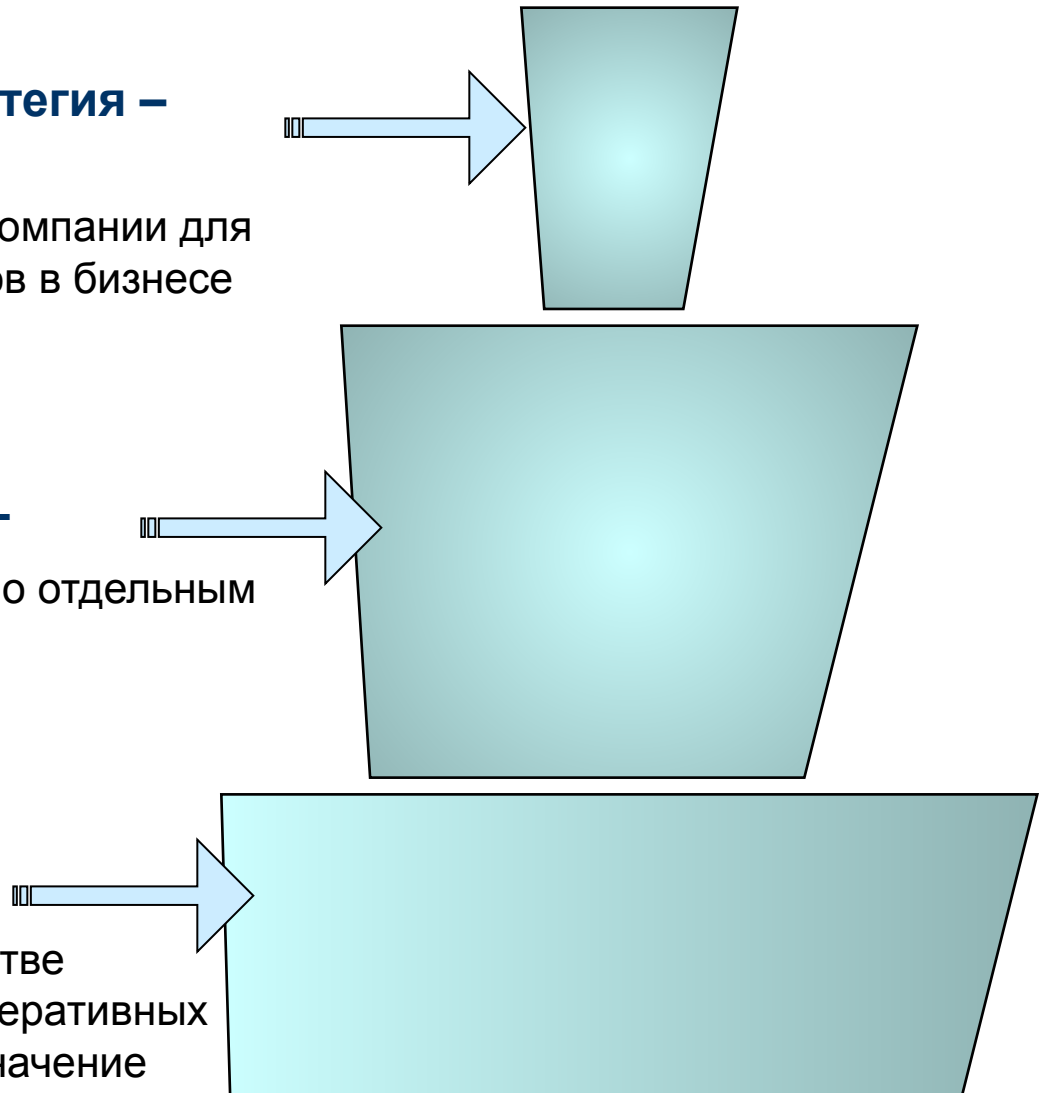 тегия –
омпании для
ов в бизнесе
–
о отдельным
тве
еративных
начение